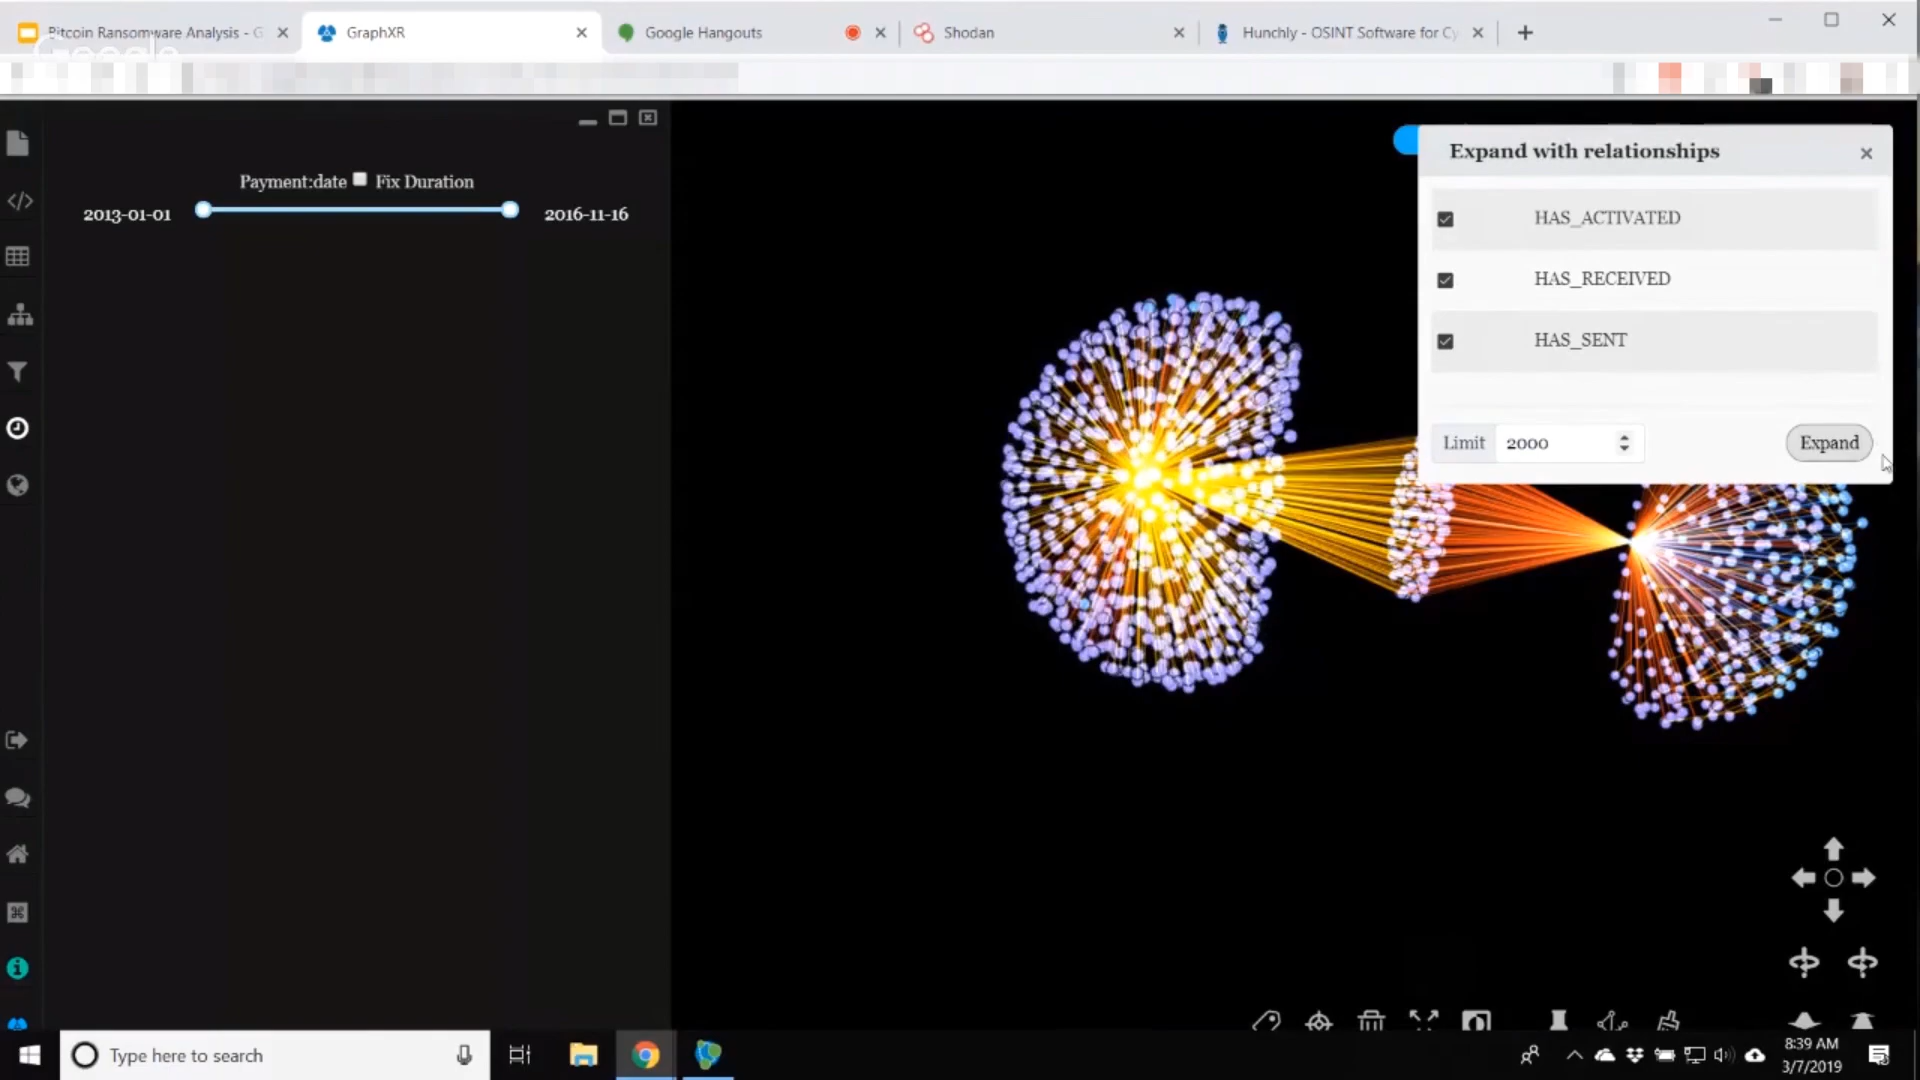 Bitcoin Ransomware Analysis - G
GraphXR
Google Hangouts
Shodan
Hunchly - OSINT Software for Cy
Google
Expand with relationships
Payment:date Fix Duration
2013-01-01
2016-11-16
HAS_ACTIVATED
HAS_RECEIVED
HAS_SENT
Limit 2000
Expand
Type here to search
8:39 AM
3/7/2019